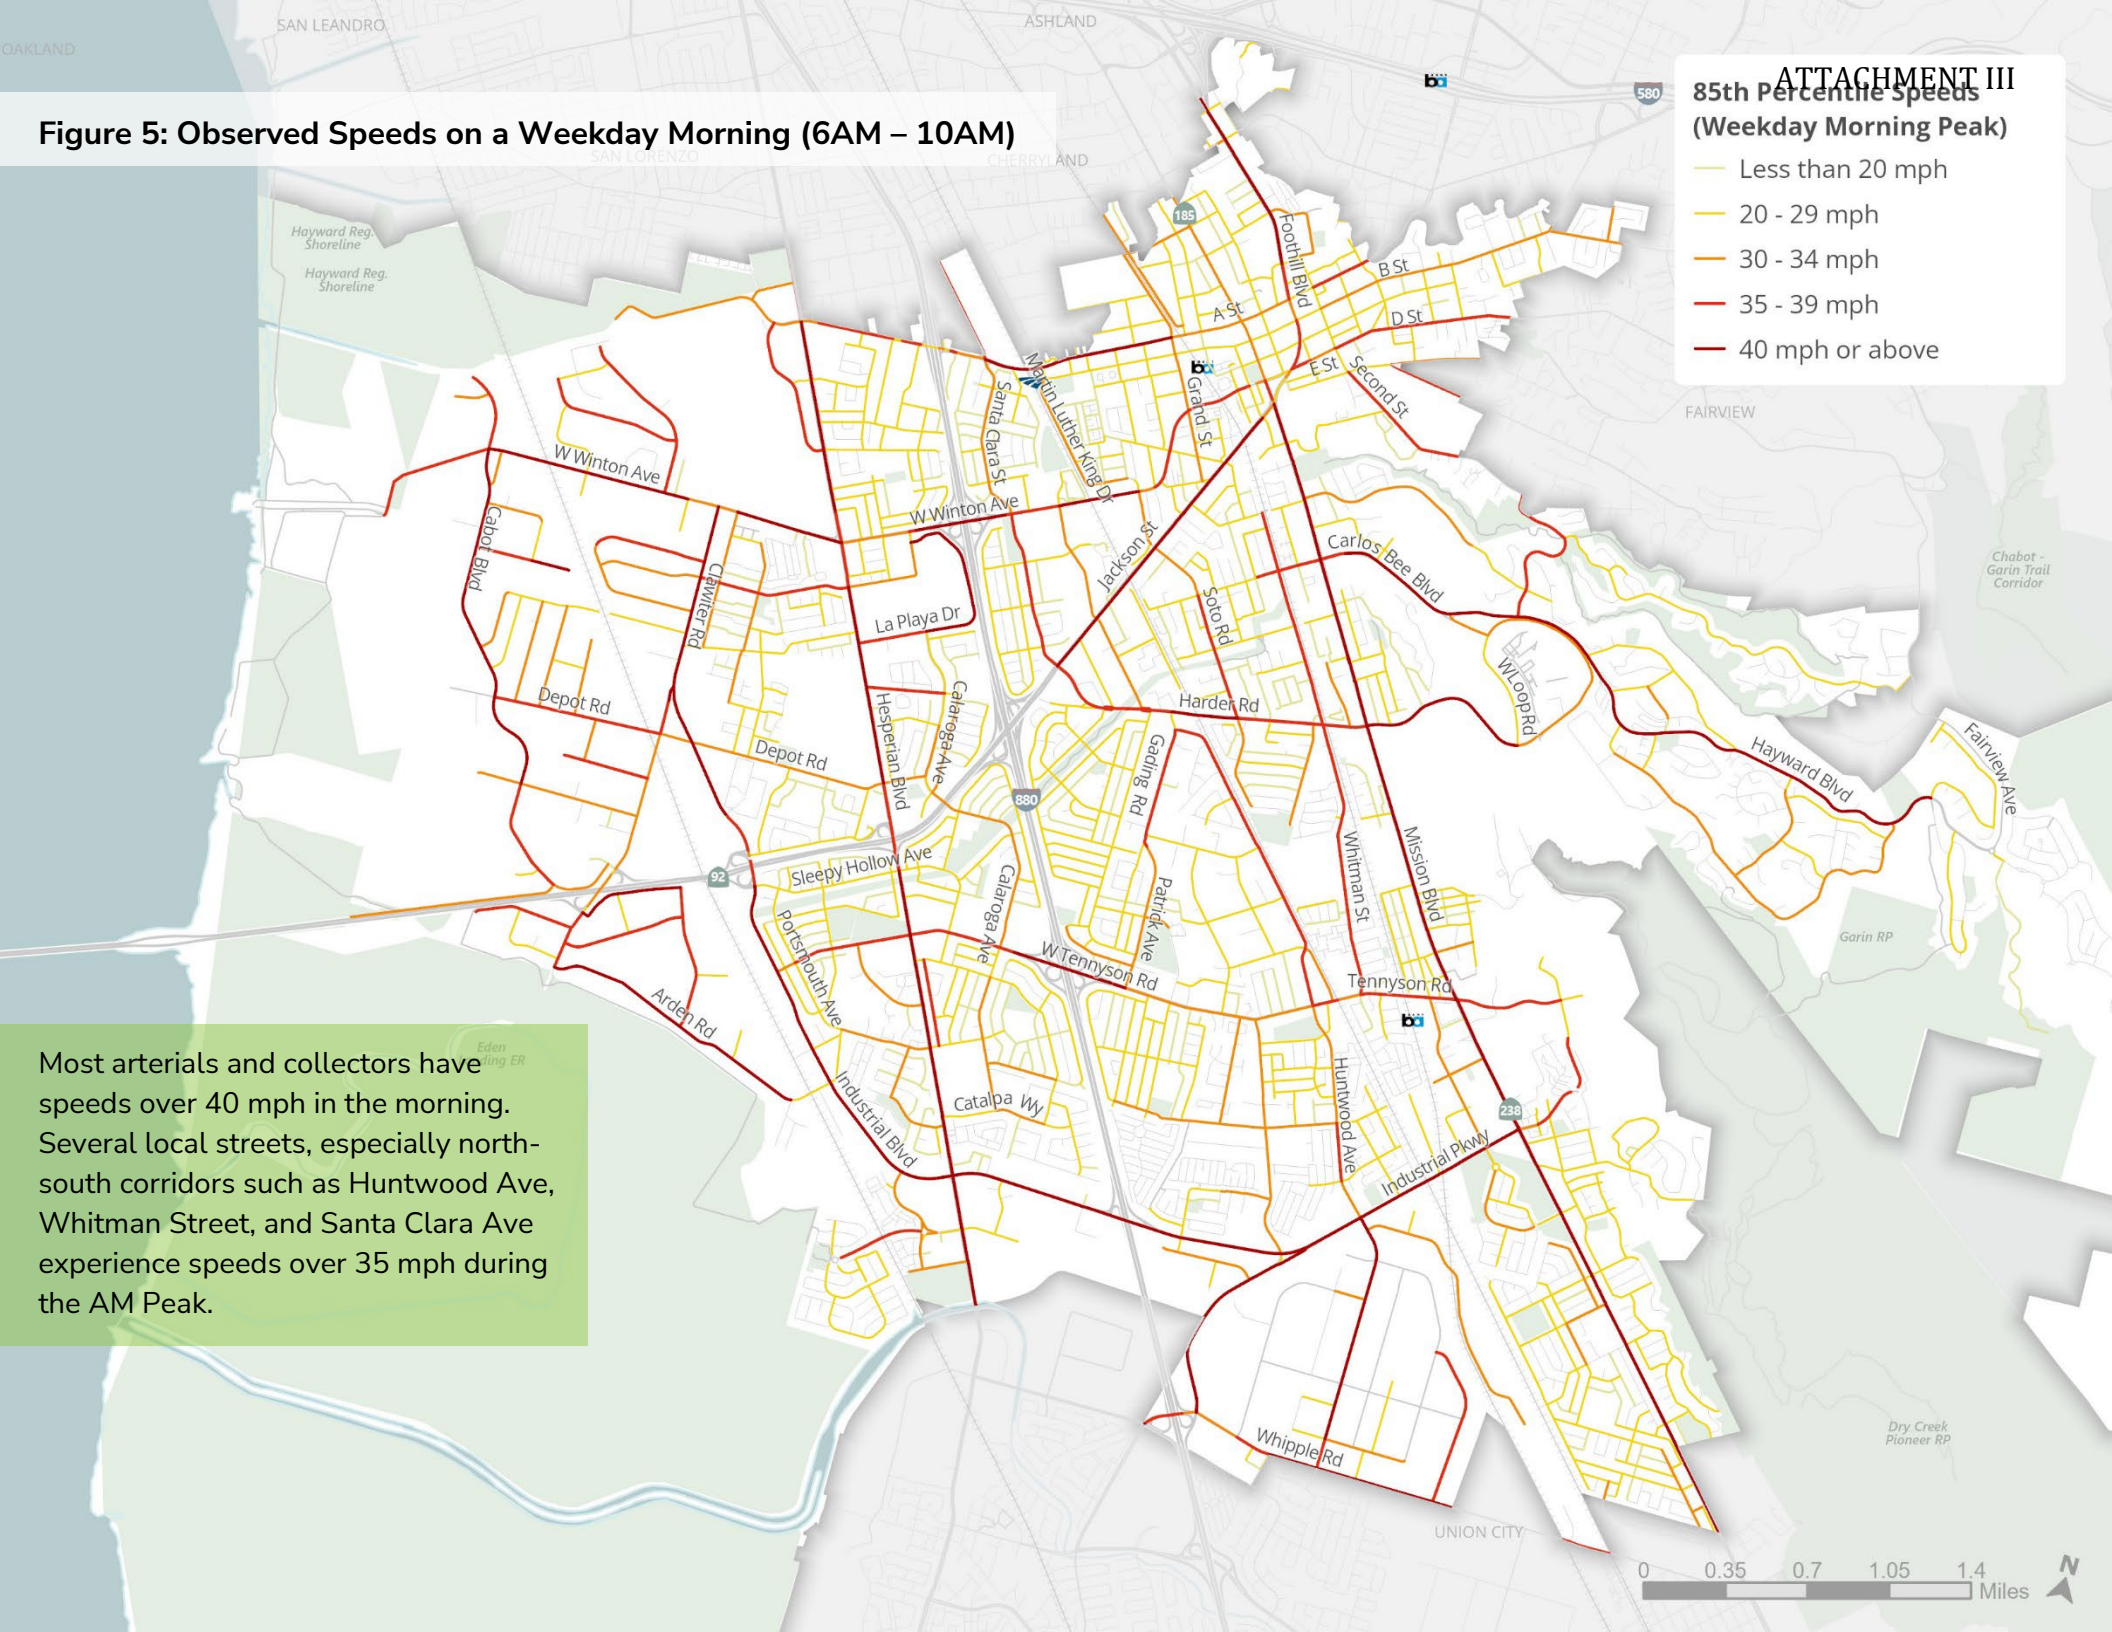 OAKLAND
SAN LEANDRO
ASHLAND
580
ATTACHMENT III
85th Percentile Speeds
(Weekday Morning Peak)
Less than 20 mph
20 - 29 mph
30 - 34 mph
35 - 39 mph
40 mph or above
Figure 5: Observed Speeds on a Weekday Morning (6AM – 10AM)
SAN LORENZO
CHERRYLAND
185
Hayward Reg.
Shoreline
Hayward Reg.
Shoreline
Foothill Blvd
B St
A St
D St
E St
Second St
FAIRVIEW
Martin Luther King Dr
Santa Clara St
Grand St
W Winton Ave
W Winton Ave
Cabot Blvd
Clawiter Rd
Jackson St
Carlos Bee Blvd
Chabot -
Garin Trail
Corridor
La Playa Dr
Soto Rd
W Loop Rd
Depot Rd
Depot Rd
Hesperian Blvd
Calaroga Ave
Harder Rd
Gading Rd
Hayward Blvd
Fairview Ave
880
92
Sleepy Hollow Ave
Whitman St
Mission Blvd
Calaroga Ave
Patrick Ave
Portsmouth Ave
W Tennyson Rd
Tennyson Rd
Garin RP
Arden Rd
Eden
Landing ER
Industrial Blvd
Catalpa Wy
Huntwood Ave
238
Industrial Pkwy
Most arterials and collectors have
speeds over 40 mph in the morning.
Several local streets, especially north-
south corridors such as Huntwood Ave,
Whitman Street, and Santa Clara Ave
experience speeds over 35 mph during
the AM Peak.
Whipple Rd
Dry Creek
Pioneer RP
UNION CITY
0 0.35 0.7 1.05 1.4
Miles
N